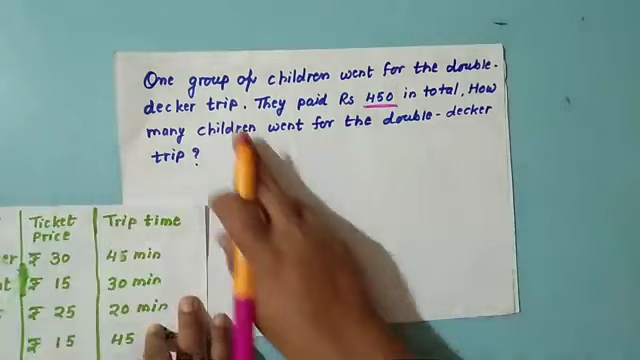 One group of children went for the double-
decker trip. They paid Rs 450 in total. How
many children went for the double-decker
trip?
Ticket Price Trip time
er ₹ 30 45 min
nt ₹ 15 30 min
₹ 25 20 min
₹ 15 45